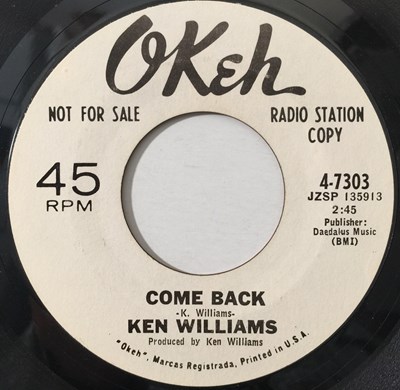 OKeh
NOT FOR SALE
RADIO STATION
COPY
45
RPM
4-7303
JZSP 135913
2:45
Publisher:
Daedalus Music
(BMI)
COME BACK
-K. Williams-
KEN WILLIAMS
Produced by Ken Williams
"Okeh", Marcas Registrada, Printed in U.S.A.